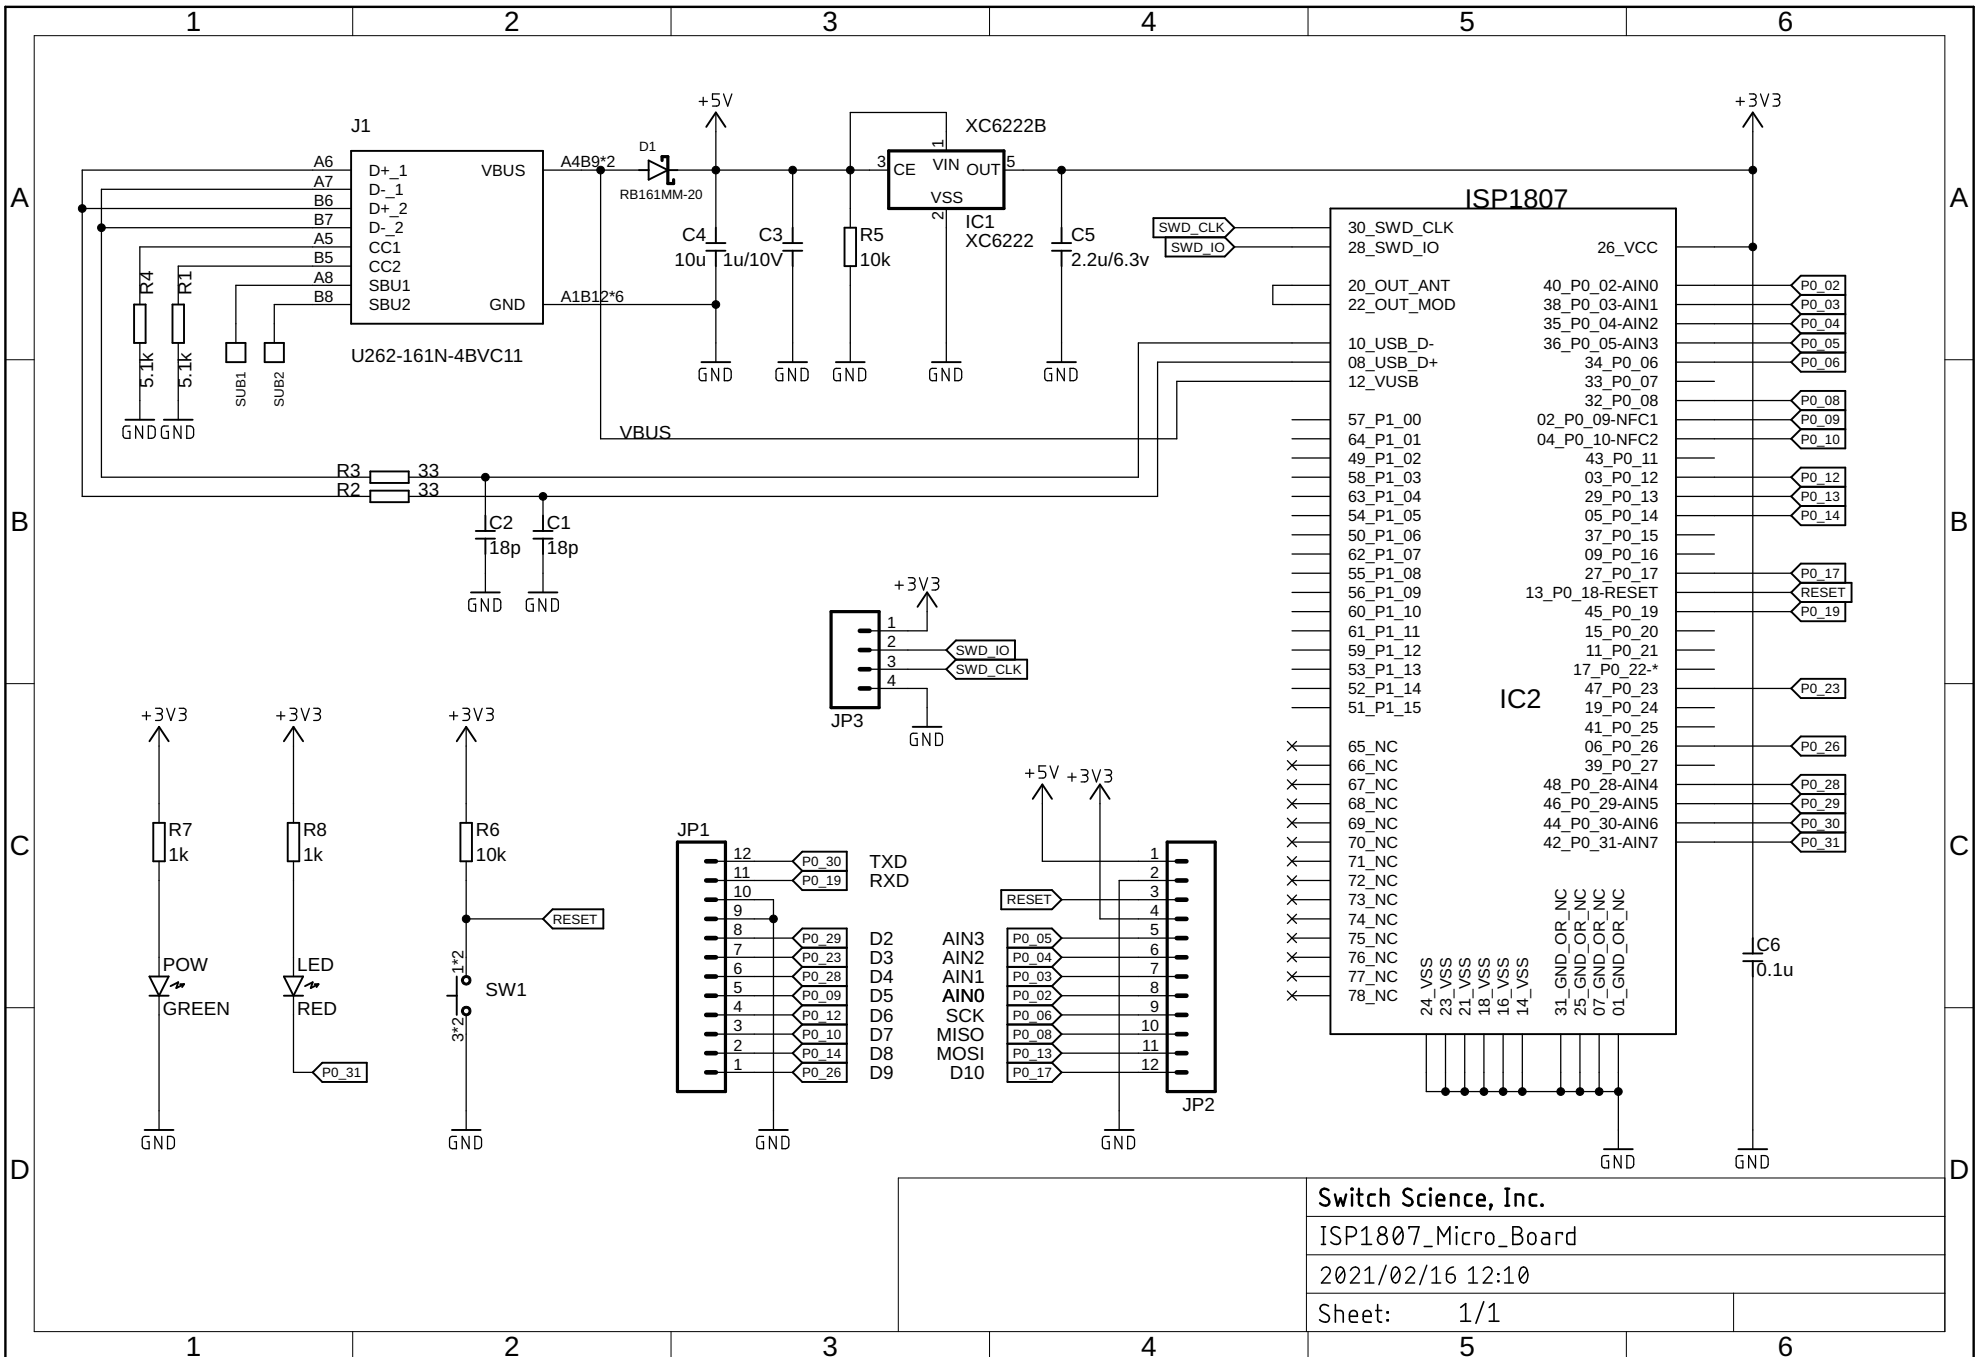 1 2 3 4 5 6
A
B
C
D
A
B
C
D
J1
A6 D+_1
A7 D-_1
B6 D+_2
B7 D-_2
A5 CC1
B5 CC2
A8 SBU1
B8 SBU2
VBUS A4B9*2
GND A1B12*6
U262-161N-4BVC11
R4
5.1k
R1
5.1k
GND GND
SUB1
SUB2
D1
RB161MM-20
+5V
C4
10u
C3
1u/10V
R5
10k
XC6222B
3 CE
1 VIN
OUT 5
VSS
2
IC1
XC6222
C5
2.2u/6.3v
GND GND GND GND GND
+3V3
VBUS
R3 33
R2 33
C2
18p
C1
18p
GND GND
SWD_CLK
SWD_IO
ISP1807
30_SWD_CLK
28_SWD_IO
20_OUT_ANT
22_OUT_MOD
10_USB_D-
08_USB_D+
12_VUSB
57_P1_00
64_P1_01
49_P1_02
58_P1_03
63_P1_04
54_P1_05
50_P1_06
62_P1_07
55_P1_08
56_P1_09
60_P1_10
61_P1_11
59_P1_12
53_P1_13
52_P1_14
51_P1_15
65_NC
66_NC
67_NC
68_NC
69_NC
70_NC
71_NC
72_NC
73_NC
74_NC
75_NC
76_NC
77_NC
78_NC
IC2
26_VCC
40_P0_02-AIN0 P0_02
38_P0_03-AIN1 P0_03
35_P0_04-AIN2 P0_04
36_P0_05-AIN3 P0_05
34_P0_06 P0_06
33_P0_07
32_P0_08 P0_08
02_P0_09-NFC1 P0_09
04_P0_10-NFC2 P0_10
43_P0_11
03_P0_12 P0_12
29_P0_13 P0_13
05_P0_14 P0_14
37_P0_15
09_P0_16
27_P0_17 P0_17
13_P0_18-RESET RESET
45_P0_19 P0_19
15_P0_20
11_P0_21
17_P0_22-*
47_P0_23 P0_23
19_P0_24
41_P0_25
06_P0_26 P0_26
39_P0_27
48_P0_28-AIN4 P0_28
46_P0_29-AIN5 P0_29
44_P0_30-AIN6 P0_30
42_P0_31-AIN7 P0_31
24_VSS
23_VSS
21_VSS
18_VSS
16_VSS
14_VSS
31_GND_OR_NC
25_GND_OR_NC
07_GND_OR_NC
01_GND_OR_NC
GND
C6
0.1u
GND
+3V3
1
2 SWD_IO
3 SWD_CLK
4
JP3
GND
+3V3
R7
1k
POW
GREEN
GND
+3V3
R8
1k
LED
RED
P0_31
+3V3
R6
10k
RESET
1*2
SW1
3*2
GND
JP1
12 P0_30 TXD
11 P0_19 RXD
10
9
8 P0_29 D2
7 P0_23 D3
6 P0_28 D4
5 P0_09 D5
4 P0_12 D6
3 P0_10 D7
2 P0_14 D8
1 P0_26 D9
GND
+5V +3V3
1
2
RESET 3
4
AIN3 P0_05 5
AIN2 P0_04 6
AIN1 P0_03 7
AIN0 P0_02 8
SCK P0_06 9
MISO P0_08 10
MOSI P0_13 11
D10 P0_17 12
JP2
GND
Switch Science, Inc.
ISP1807_Micro_Board
2021/02/16 12:10
Sheet: 1/1
1 2 3 4 5 6